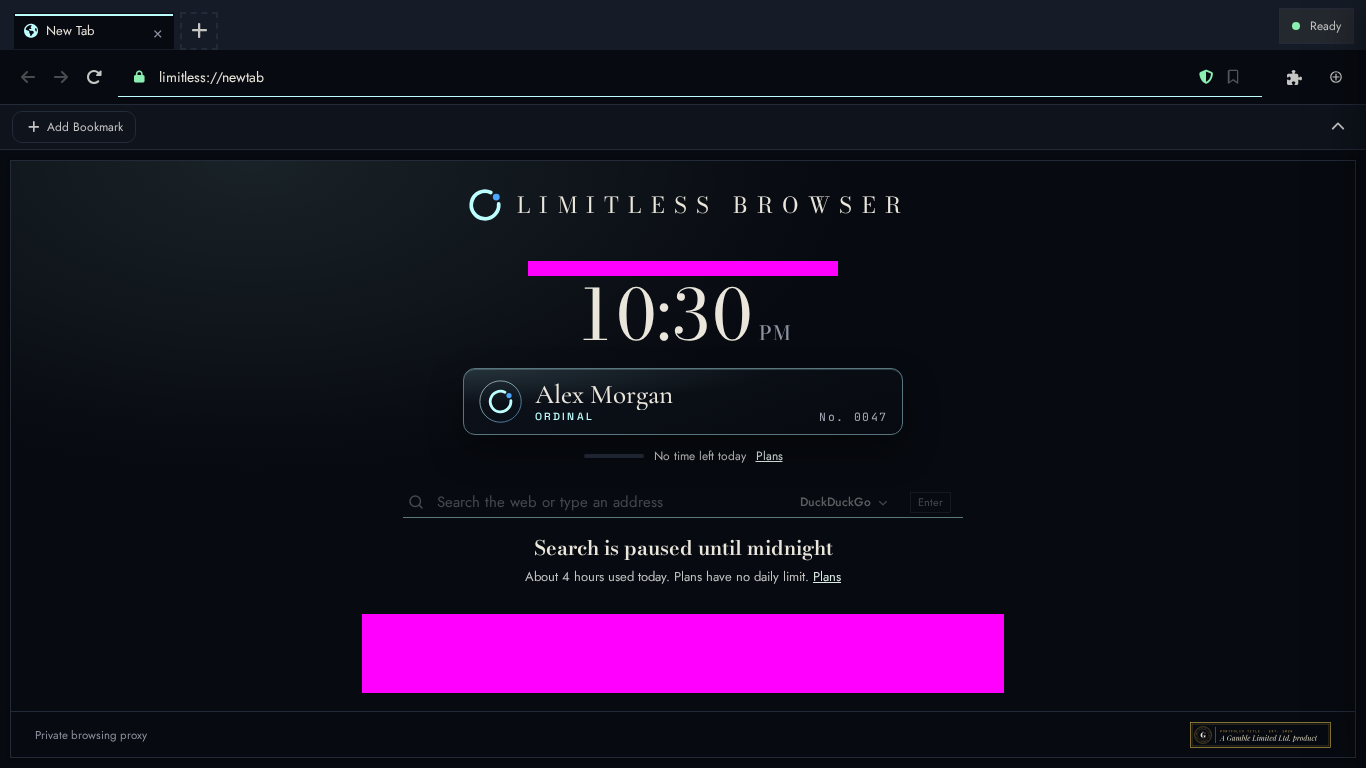 New Tab
Ready
limitless://newtab
Add Bookmark
LIMITLESS BROWSER
10:30 PM
Alex Morgan
ORDINAL
No. 0047
No time left today Plans
Search the web or type an address
DuckDuckGo
Enter
Search is paused until midnight
About 4 hours used today. Plans have no daily limit. Plans
Private browsing proxy
G
A Gamble Limited Ltd. product